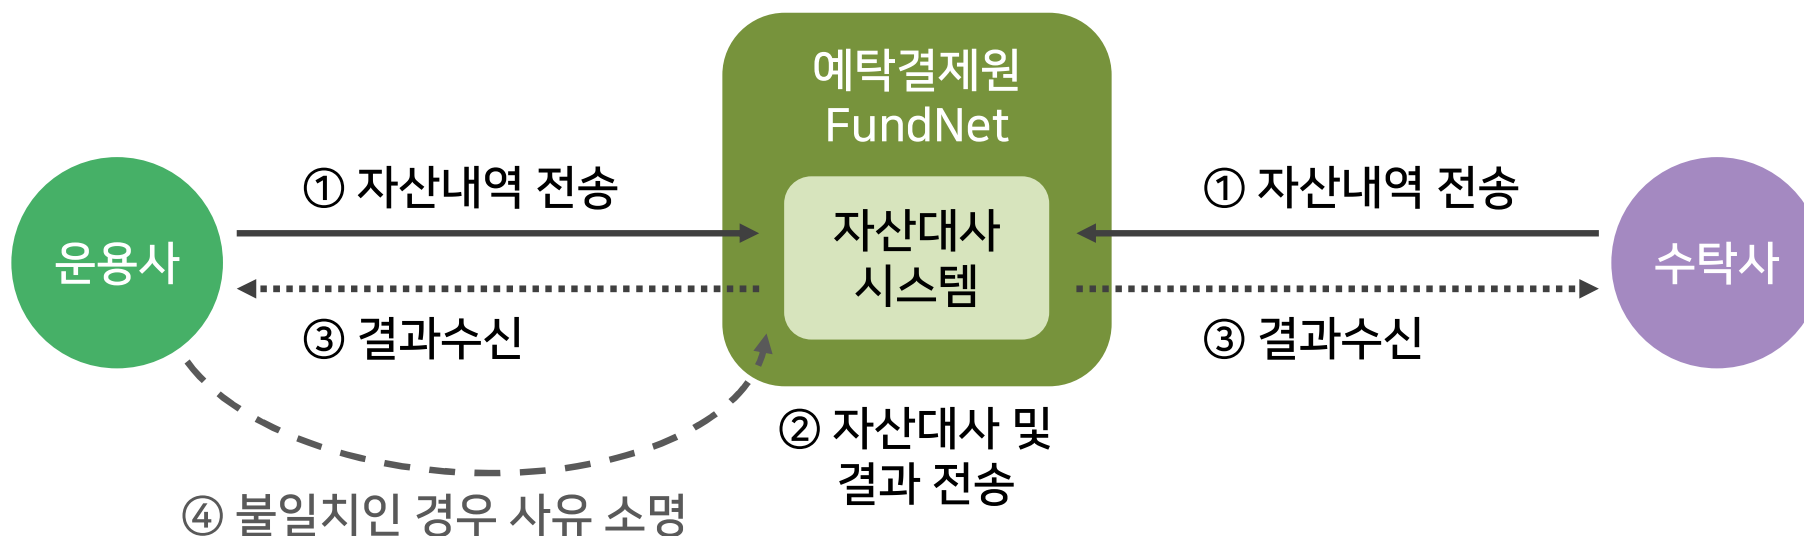 예탁결제원
FundNet
① 자산내역 전송
① 자산내역 전송
운용사
자산대사
시스템
수탁사
③ 결과수신
③ 결과수신
② 자산대사 및
결과 전송
④ 불일치인 경우 사유 소명